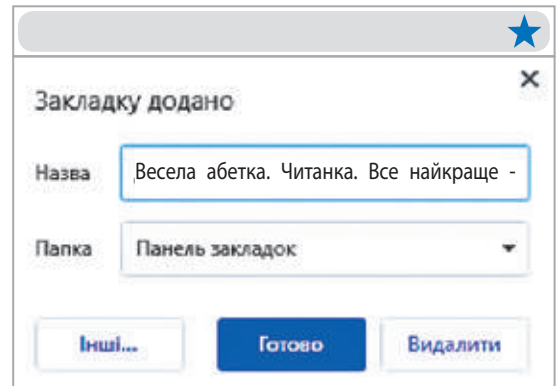 Закладку додано
Назва Весела абетка. Читанка. Все найкраще -
Папка Панель закладок
Інші... Готово Видалити